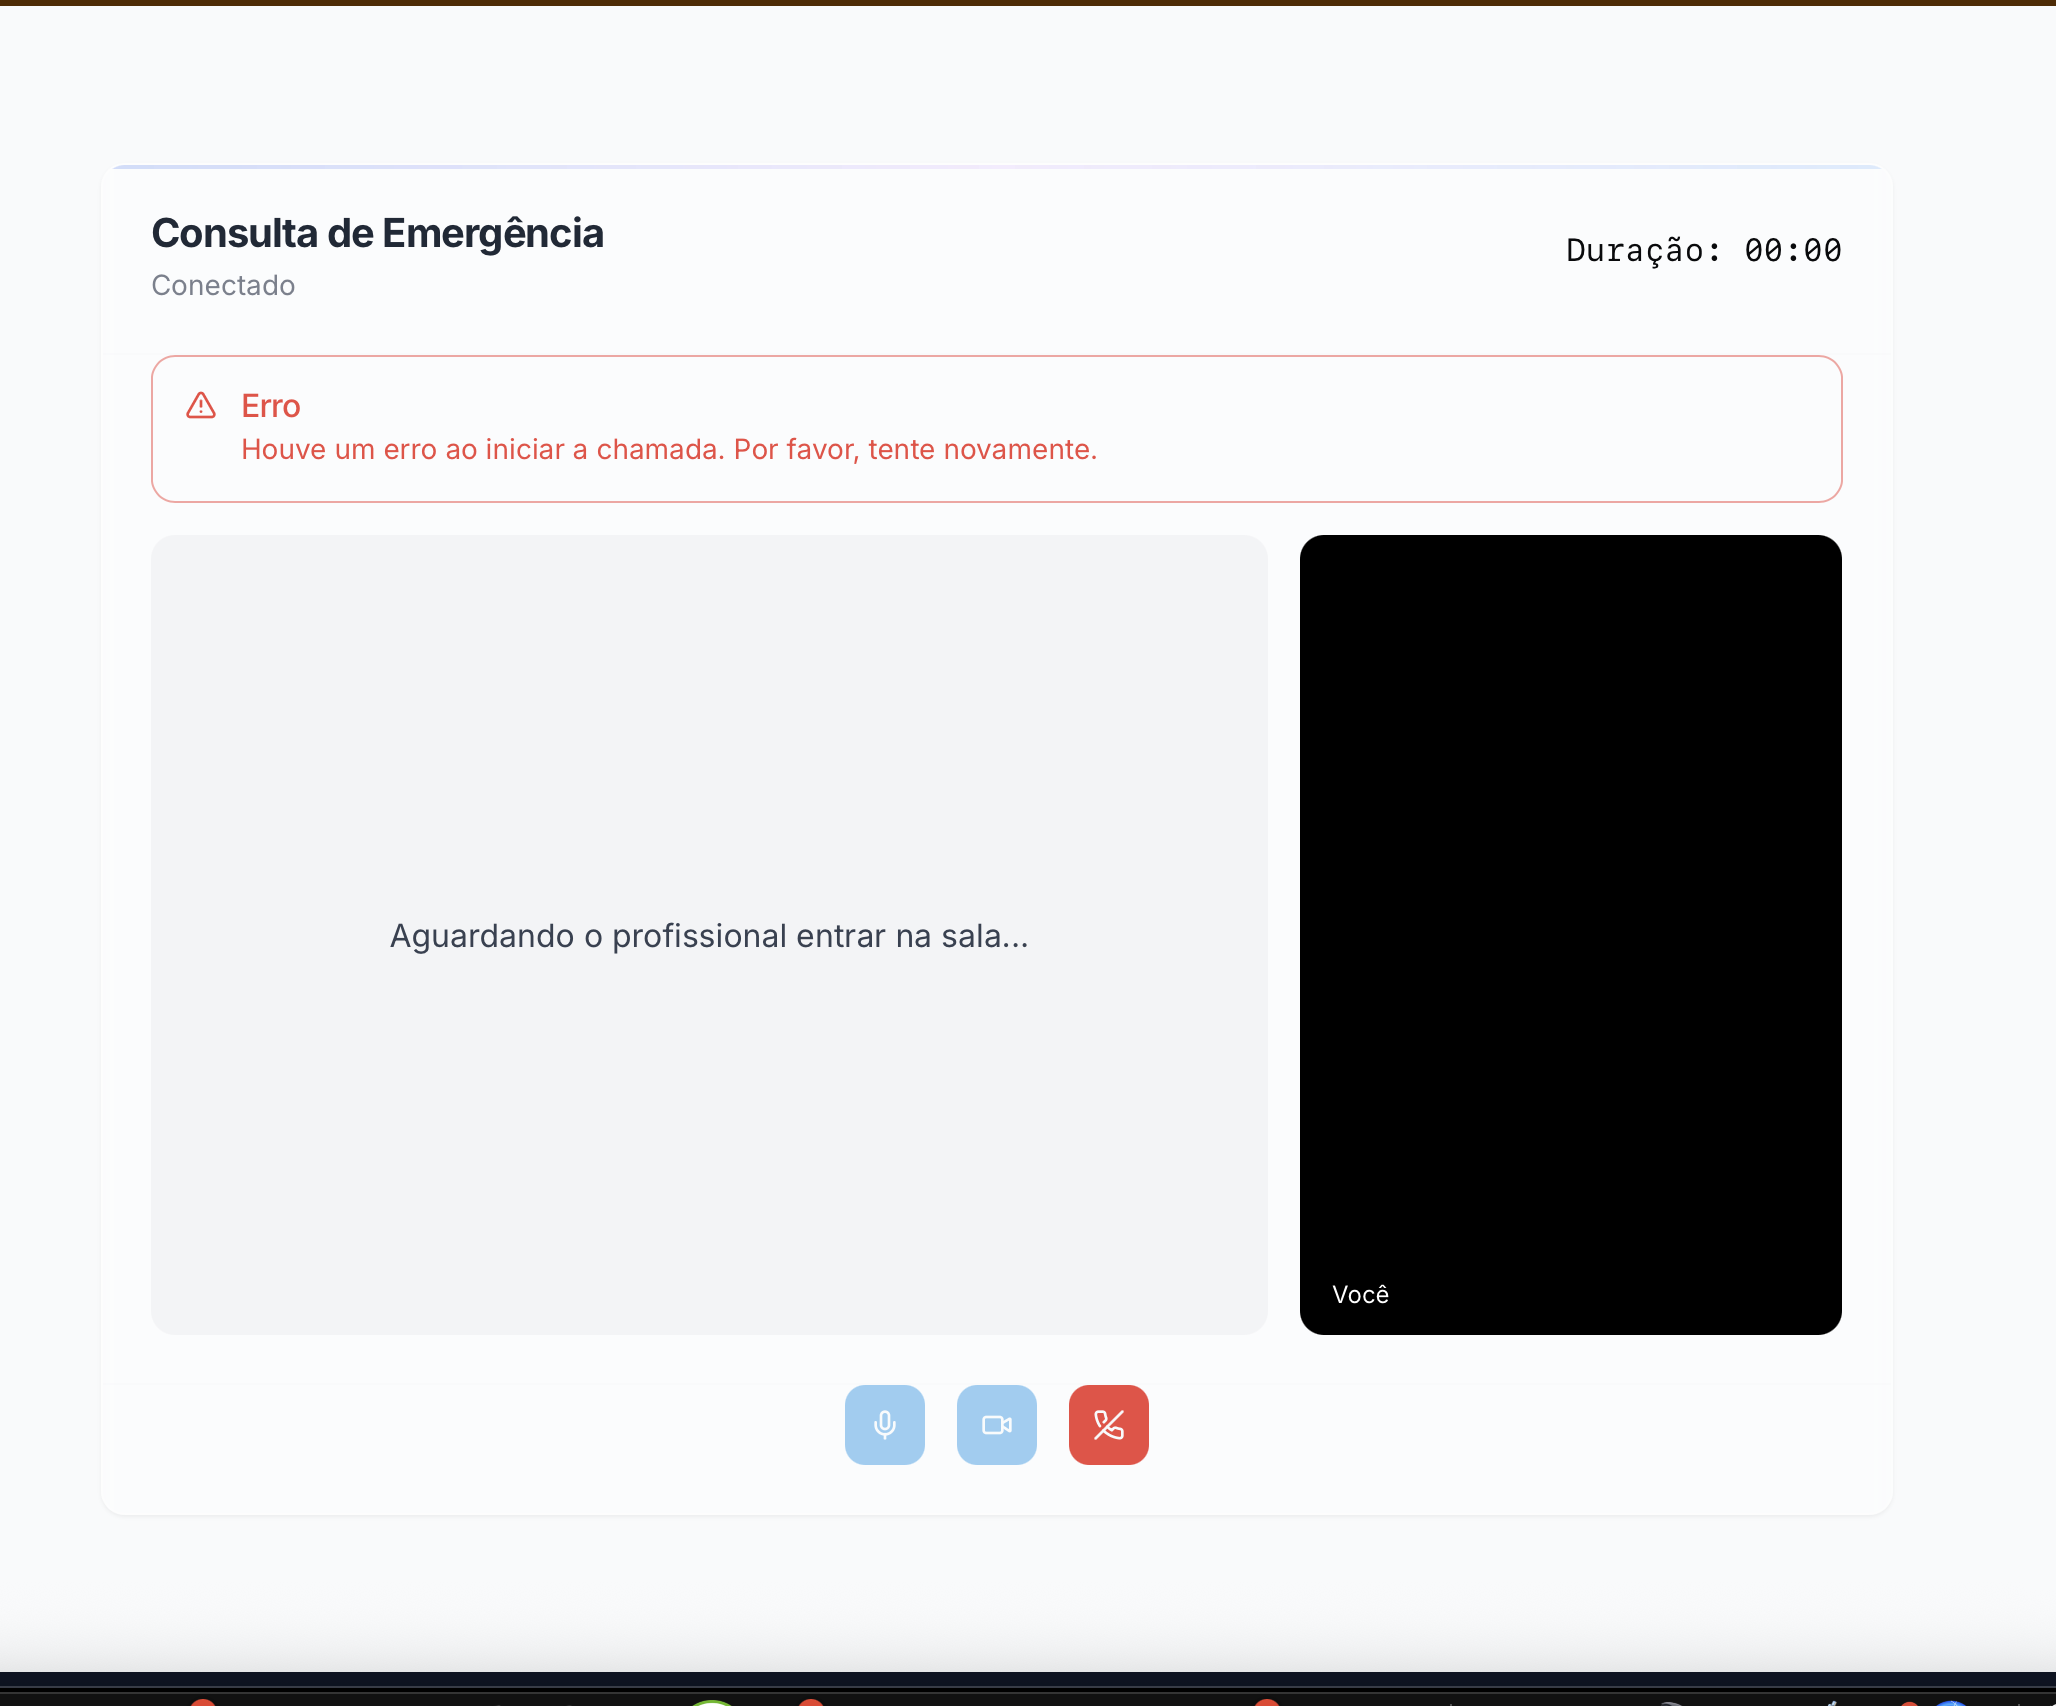 Consulta de Emergência
Conectado
Duração: 00:00
Erro
Houve um erro ao iniciar a chamada. Por favor, tente novamente.
Aguardando o profissional entrar na sala...
Você